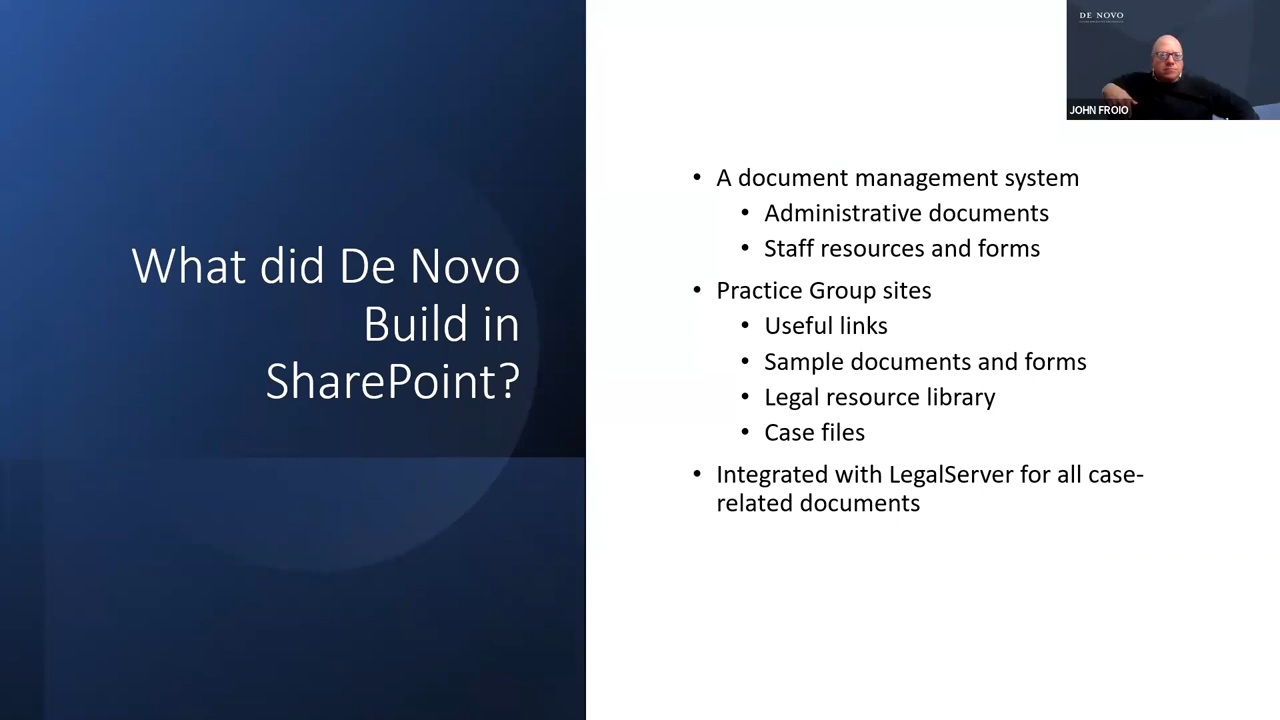 DE NOVO
JOHN FROIO
What did De Novo
Build in
SharePoint?
• A document management system
• Administrative documents
• Staff resources and forms
• Practice Group sites
• Useful links
• Sample documents and forms
• Legal resource library
• Case files
• Integrated with LegalServer for all case-
related documents